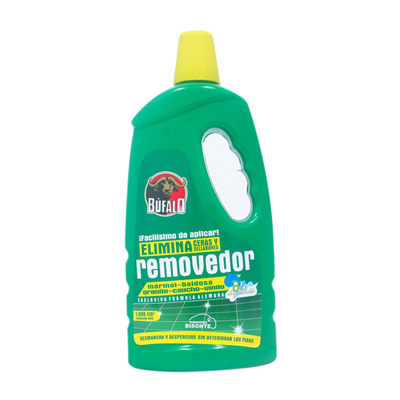 BÚFALO
¡Facilísimo de aplicar!
ELIMINA CERAS Y SELLADORES
removedor
mármol-baldosa
granito-caucho-vinilo
EXCLUSIVA FÓRMULA ALEMANA
1.000 cm³
BISONTE
DESMANCHA Y DESPERCUDE SIN DETERIORAR LOS PISOS